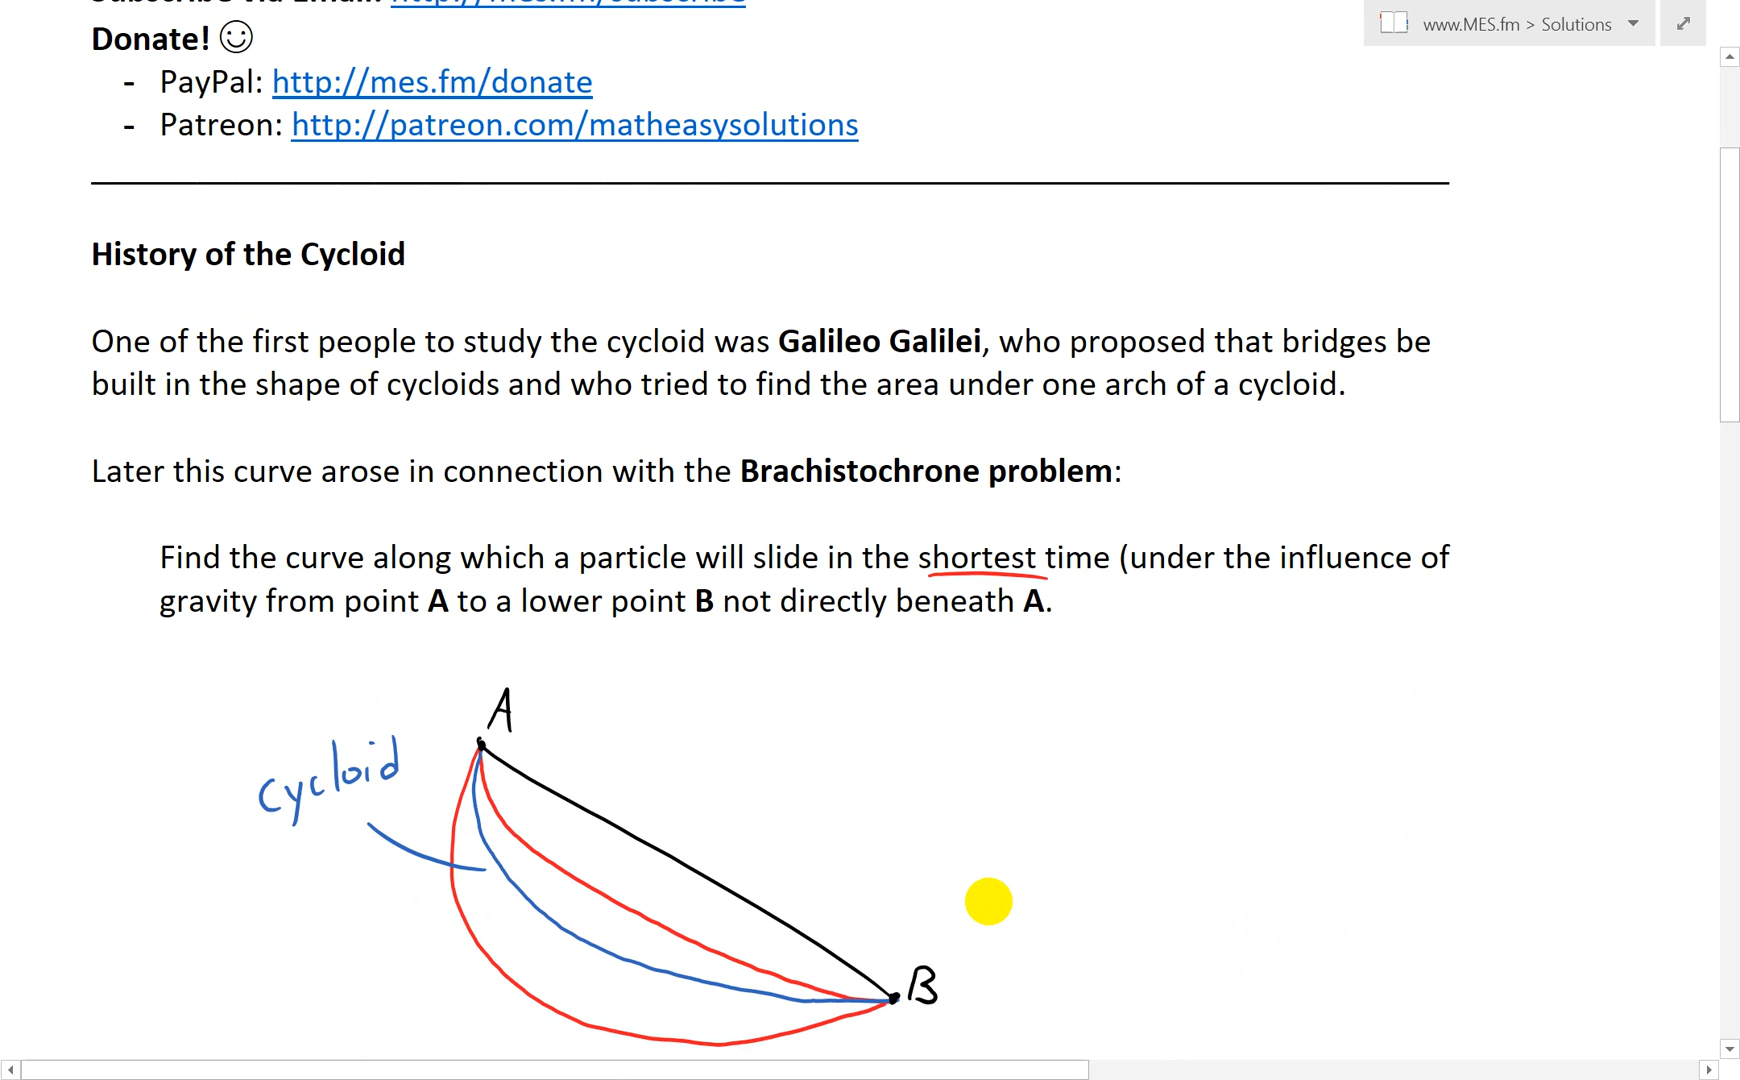 Donate! ☺
- PayPal: http://mes.fm/donate
- Patreon: http://patreon.com/matheasysolutions
www.MES.fm > Solutions
History of the Cycloid
One of the first people to study the cycloid was Galileo Galilei, who proposed that bridges be
built in the shape of cycloids and who tried to find the area under one arch of a cycloid.
Later this curve arose in connection with the Brachistochrone problem:
Find the curve along which a particle will slide in the shortest time (under the influence of
gravity from point A to a lower point B not directly beneath A.
A
Cycloid
B